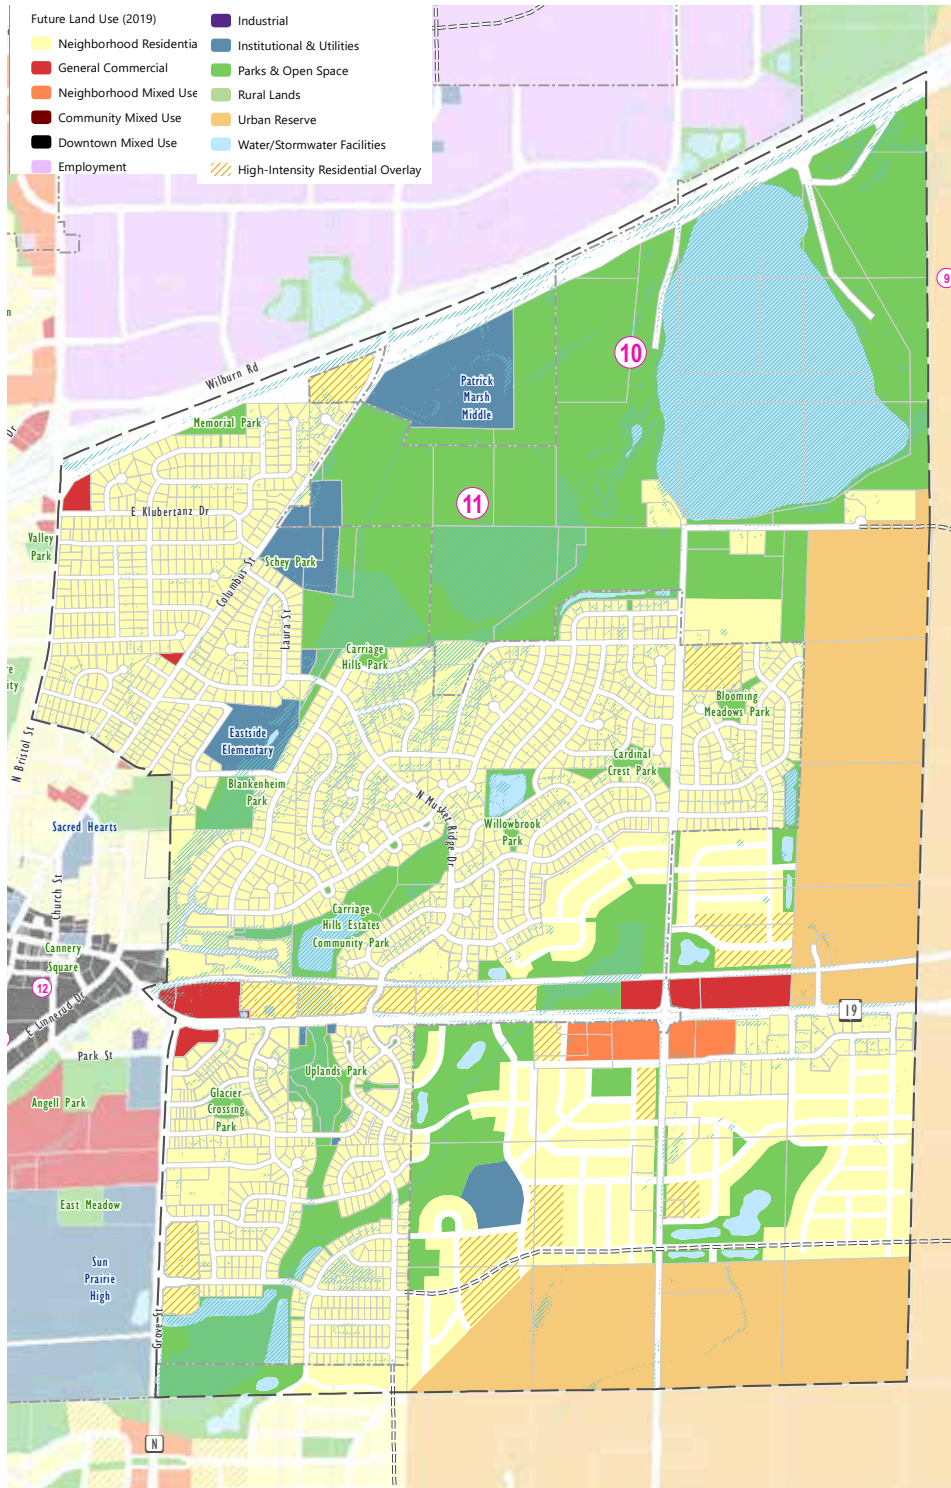 Future Land Use (2019)
Neighborhood Residentia
General Commercial
Neighborhood Mixed Use
Community Mixed Use
Downtown Mixed Use
Employment
Industrial
Institutional & Utilities
Parks & Open Space
Rural Lands
Urban Reserve
Water/Stormwater Facilities
High-Intensity Residential Overlay
9
10
Wilburn Rd
Patrick
Marsh
Middle
Memorial Park
Dr
11
E Klubertanz Dr
Valley
Park
Schey Park
Columbus St
Laura St
Carriage
Hills Park
Blooming
Meadows Park
N Bristol St
Eastside
Elementary
Cardinal
Crest Park
Blankenheim
Park
N Musket Ridge Dr
Willowbrook
Park
Sacred Hearts
Church St
Carriage
Hills Estates
Community Park
Cannery
Square
12
E Linnerud Dr
19
Park St
Uplands Park
Angell Park
Glacier
Crossing
Park
East Meadow
Sun
Prairie
High
Grove St
N